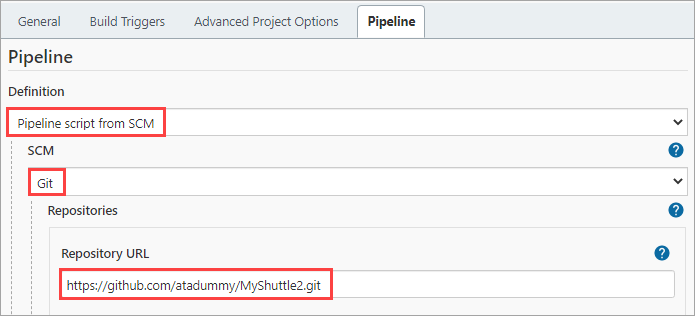 General Build Triggers Advanced Project Options Pipeline
Pipeline
Definition
Pipeline script from SCM
SCM
?
Git
Repositories
?
Repository URL
?
https://github.com/atadummy/MyShuttle2.git